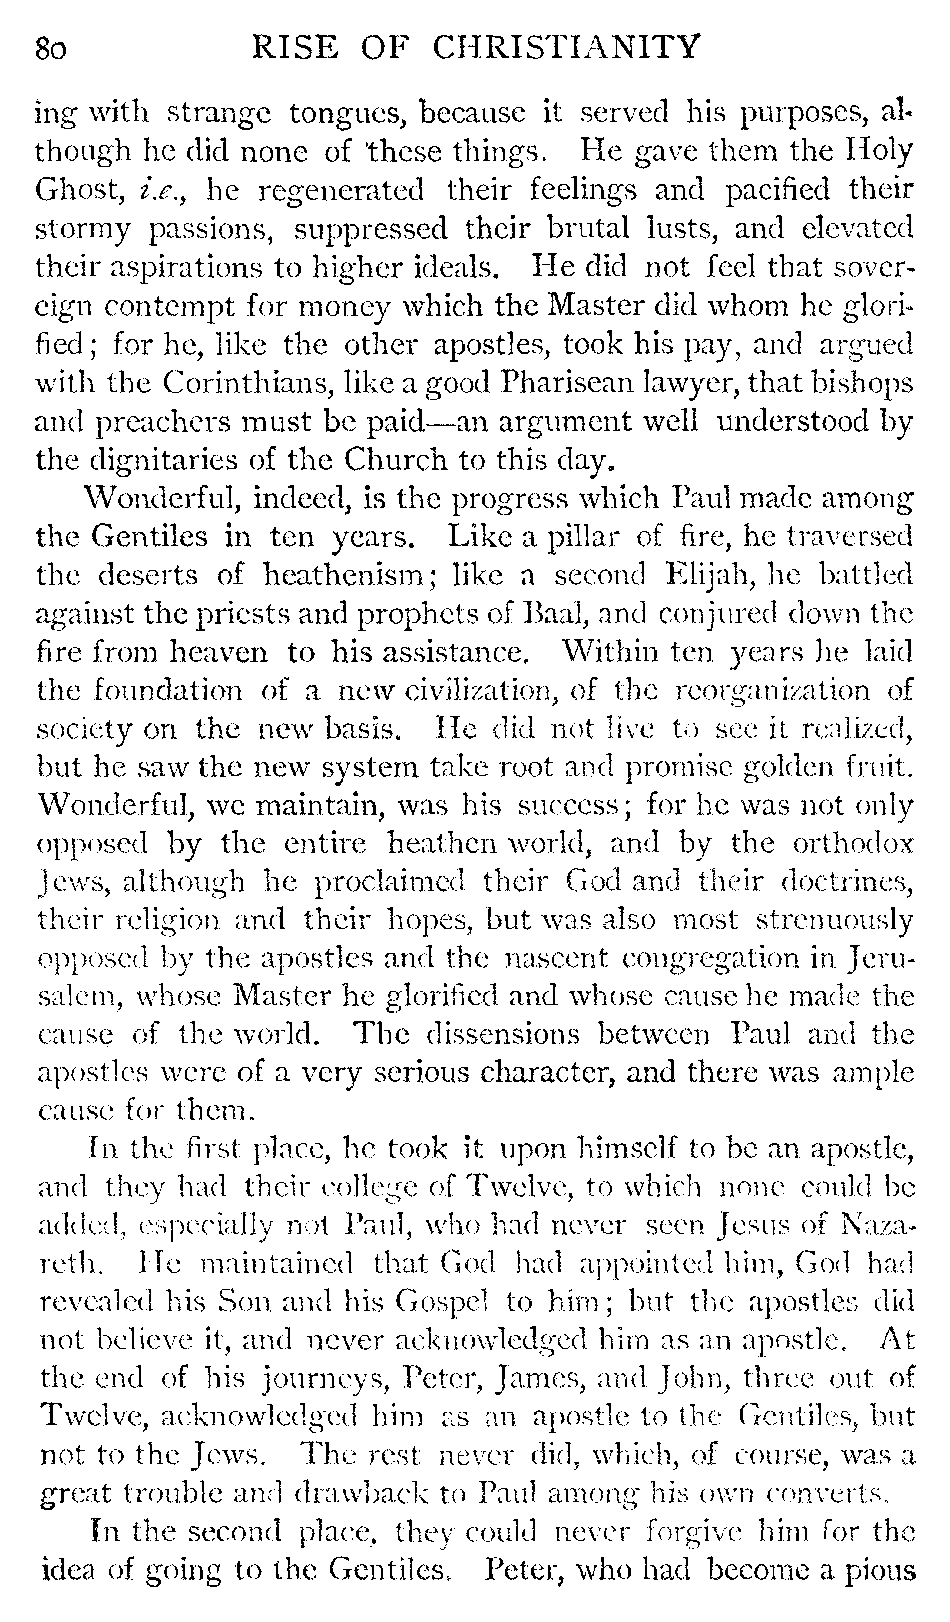 80 RISE OF CHRISTIANITY
ing with strange tongues, because it served his purposes, al-
though he did none of 'these things. He gave them the Holy
Ghost, i.e., he regenerated their feelings and pacified their
stormy passions, suppressed their brutal lusts, and elevated
their aspirations to higher ideals. He did not feel that sover-
eign contempt for money which the Master did whom he glori-
fied; for he, like the other apostles, took his pay, and argued
with the Corinthians, like a good Pharisean lawyer, that bishops
and preachers must be paid—an argument well understood by
the dignitaries of the Church to this day.
Wonderful, indeed, is the progress which Paul made among
the Gentiles in ten years. Like a pillar of fire, he traversed
the deserts of heathenism; like a second Elijah, he battled
against the priests and prophets of Baal, and conjured down the
fire from heaven to his assistance. Within ten years he laid
the foundation of a new civilization, of the reorganization of
society on the new basis. He did not live to see it realized,
but he saw the new system take root and promise golden fruit.
Wonderful, we maintain, was his success; for he was not only
opposed by the entire heathen world, and by the orthodox
Jews, although he proclaimed their God and their doctrines,
their religion and their hopes, but was also most strenuously
opposed by the apostles and the nascent congregation in Jeru-
salem, whose Master he glorified and whose cause he made the
cause of the world. The dissensions between Paul and the
apostles were of a very serious character, and there was ample
cause for them.
In the first place, he took it upon himself to be an apostle,
and they had their college of Twelve, to which none could be
added, especially not Paul, who had never seen Jesus of Naza-
reth. He maintained that God had appointed him, God had
revealed his Son and his Gospel to him; but the apostles did
not believe it, and never acknowledged him as an apostle. At
the end of his journeys, Peter, James, and John, three out of
Twelve, acknowledged him as an apostle to the Gentiles, but
not to the Jews. The rest never did, which, of course, was a
great trouble and drawback to Paul among his own converts.
In the second place, they could never forgive him for the
idea of going to the Gentiles. Peter, who had become a pious